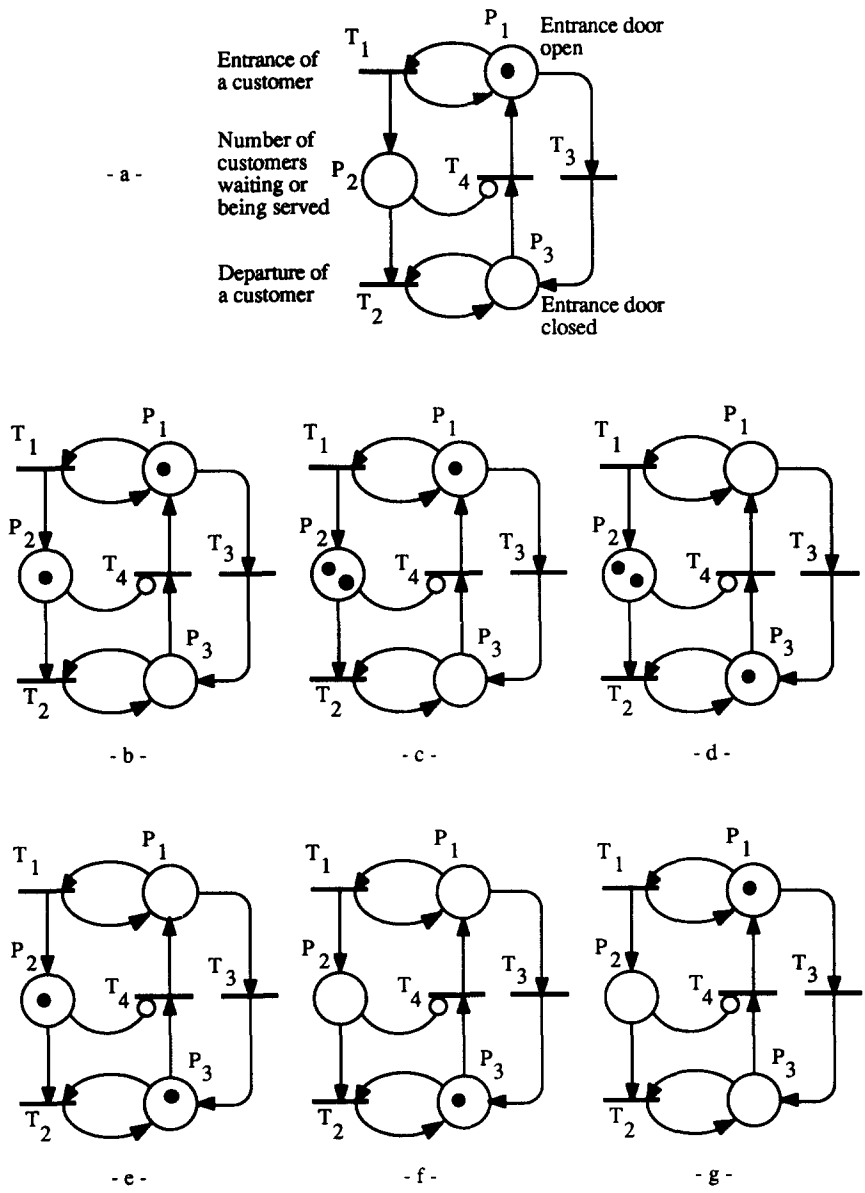 P1
Entrance door
open
T1
Entrance of
a customer
Number of
customers
waiting or
being served
P2
T4
T3
- a -
P3
Departure of
a customer
T2
Entrance door
closed
T1
P1
P2
T4
T3
P3
T2
- b -
T1
P1
P2
T4
T3
P3
T2
- c -
T1
P1
P2
T4
T3
P3
T2
- d -
T1
P1
P2
T4
T3
P3
T2
- e -
T1
P1
P2
T4
T3
P3
T2
- f -
T1
P1
P2
T4
T3
P3
T2
- g -